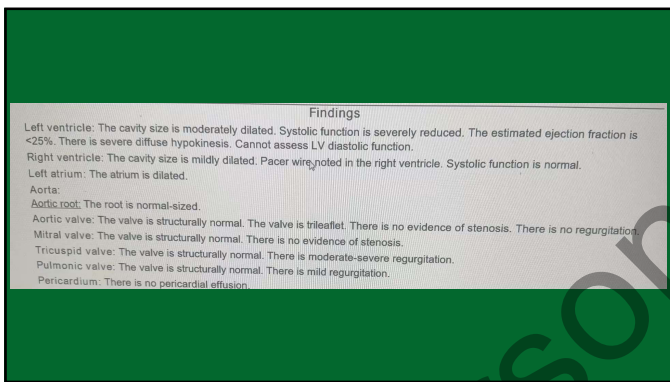 Findings
Left ventricle: The cavity size is moderately dilated. Systolic function is severely reduced. The estimated ejection fraction is
<25%. There is severe diffuse hypokinesis. Cannot assess LV diastolic function.
Right ventricle: The cavity size is mildly dilated. Pacer wire noted in the right ventricle. Systolic function is normal.
Left atrium: The atrium is dilated.
Aorta:
Aortic root: The root is normal-sized.
Aortic valve: The valve is structurally normal. The valve is trileaflet. There is no evidence of stenosis. There is no regurgitation.
Mitral valve: The valve is structurally normal. There is no evidence of stenosis.
Tricuspid valve: The valve is structurally normal. There is moderate-severe regurgitation.
Pulmonic valve: The valve is structurally normal. There is mild regurgitation.
Pericardium: There is no pericardial effusion.
son